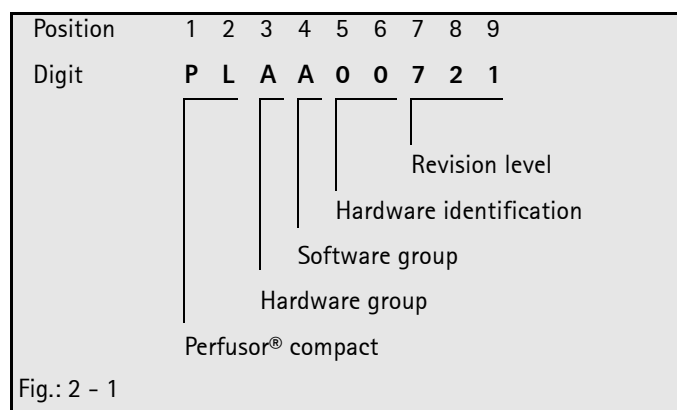 Position 1 2 3 4 5 6 7 8 9
Digit P L A A 0 0 7 2 1
Revision level
Hardware identification
Software group
Hardware group
Perfusor® compact
Fig.: 2 - 1